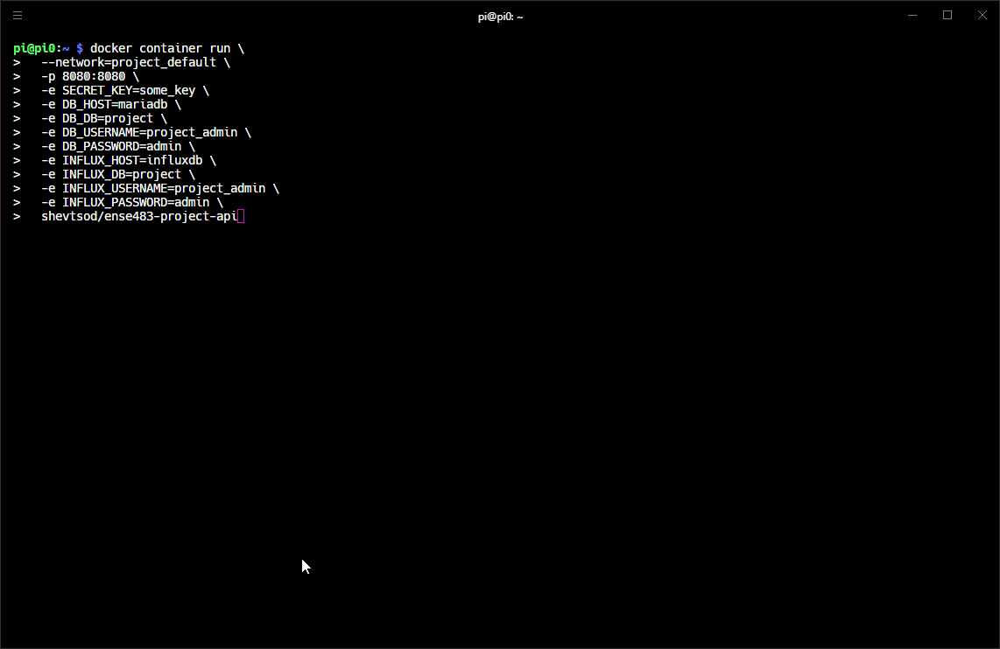 pi@pi0: ~
pi@pi0:~ $ docker container run \
>   --network=project_default \
>   -p 8080:8080 \
>   -e SECRET_KEY=some_key \
>   -e DB_HOST=mariadb \
>   -e DB_DB=project \
>   -e DB_USERNAME=project_admin \
>   -e DB_PASSWORD=admin \
>   -e INFLUX_HOST=influxdb \
>   -e INFLUX_DB=project \
>   -e INFLUX_USERNAME=project_admin \
>   -e INFLUX_PASSWORD=admin \
>   shevtsod/ense483-project-api